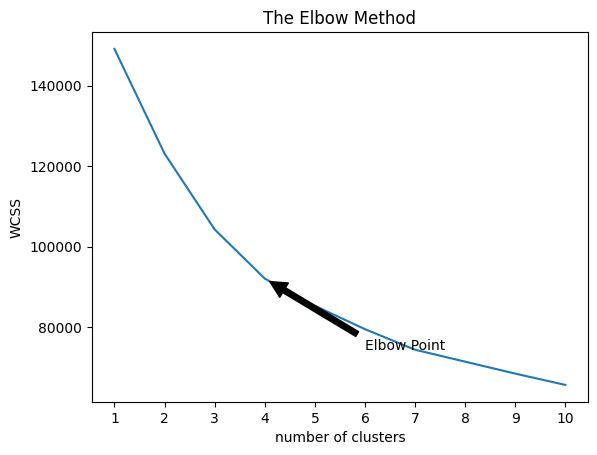 The Elbow Method
WCSS
140000
120000
100000
80000
Elbow Point
1 2 3 4 5 6 7 8 9 10
number of clusters